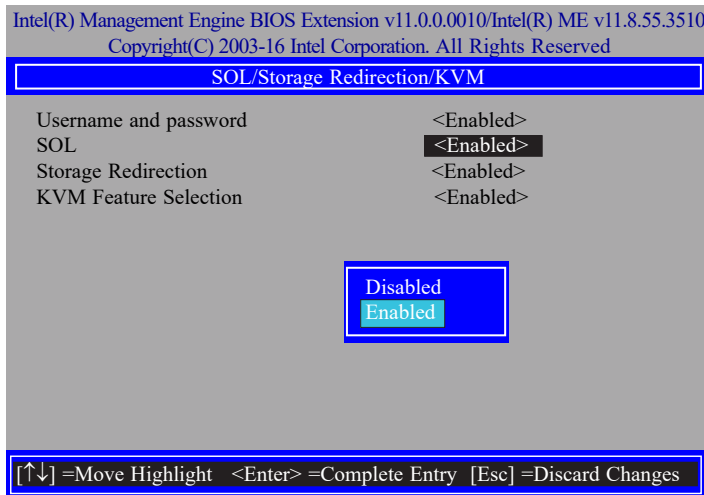 Intel(R) Management Engine BIOS Extension v11.0.0.0010/Intel(R) ME v11.8.55.3510
Copyright(C) 2003-16 Intel Corporation. All Rights Reserved
SOL/Storage Redirection/KVM
Username and password <Enabled>
SOL <Enabled>
Storage Redirection <Enabled>
KVM Feature Selection <Enabled>
Disabled
Enabled
[↑↓] =Move Highlight <Enter> =Complete Entry [Esc] =Discard Changes